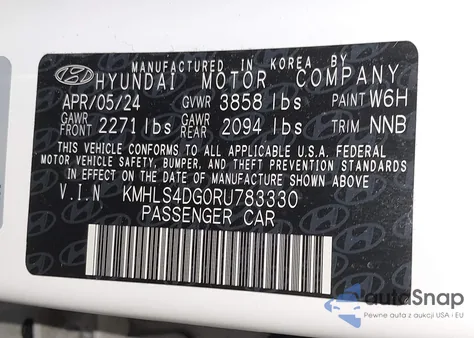 MANUFACTURED IN KOREA BY
HYUNDAI MOTOR COMPANY
APR/05/24 GVWR 3858 lbs PAINT W6H
GAWR FRONT 2271 lbs GAWR REAR 2094 lbs TRIM NNB
THIS VEHICLE CONFORMS TO ALL APPLICABLE U.S.A. FEDERAL
MOTOR VEHICLE SAFETY, BUMPER, AND THEFT PREVENTION STANDARDS
IN EFFECT ON THE DATE OF MANUFACTURE SHOWN ABOVE.
V.I.N KMHLS4DG0RU783330
PASSENGER CAR
autoSnap
Pewne auta z aukcji USA i EU